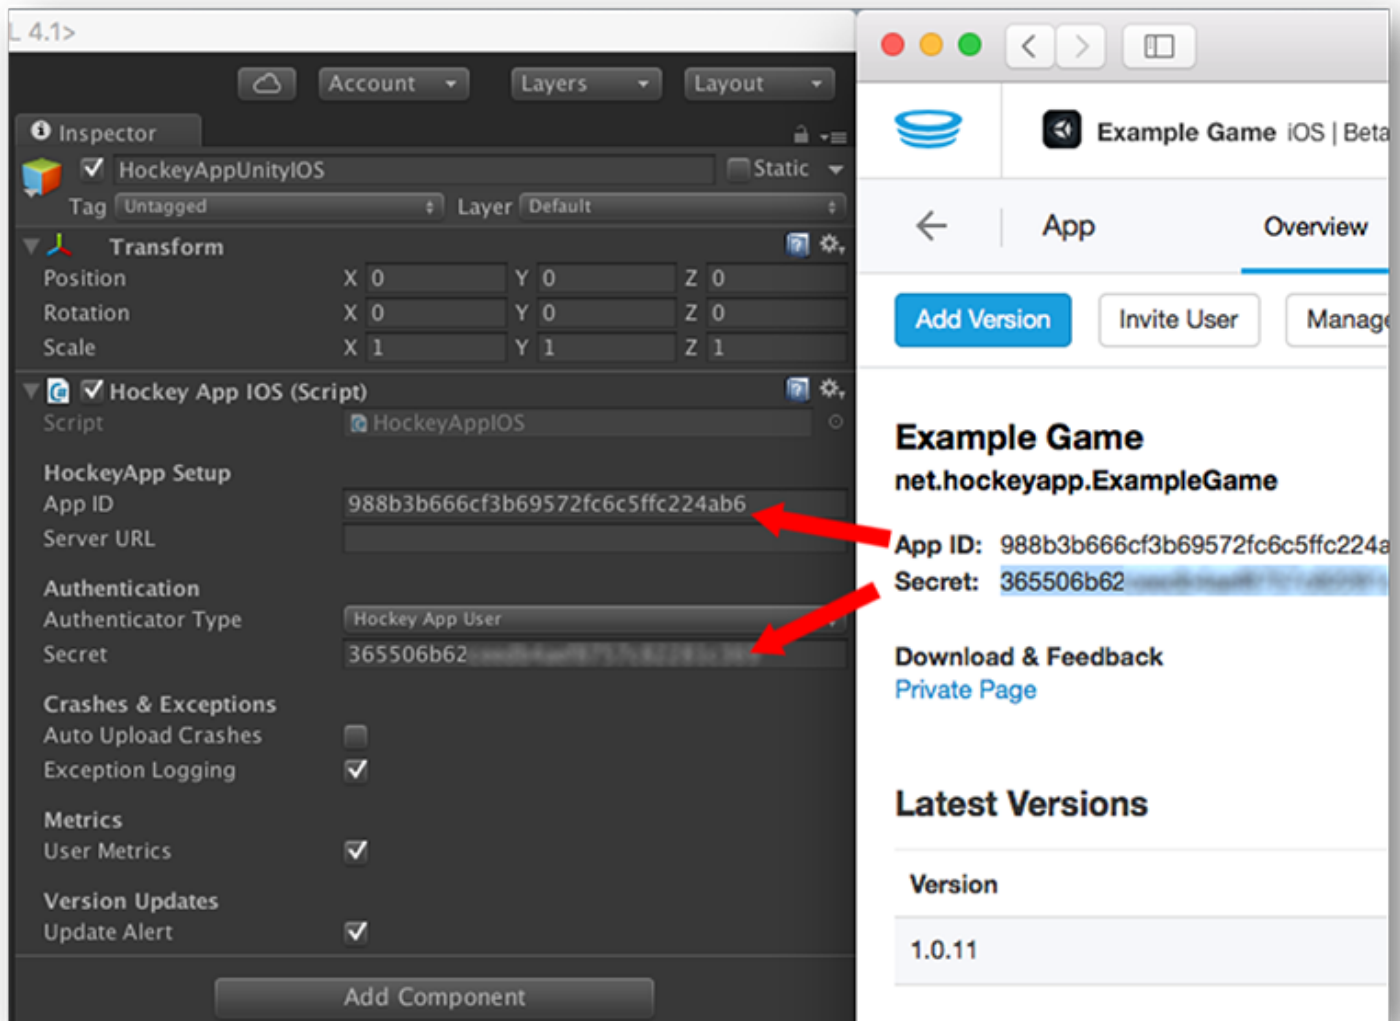 L 4.1>
Account
Layers
Layout
Inspector
HockeyAppUnityIOS
Static
Tag Untagged Layer Default
Transform
Position X 0 Y 0 Z 0
Rotation X 0 Y 0 Z 0
Scale X 1 Y 1 Z 1
Hockey App IOS (Script)
Script HockeyAppIOS
HockeyApp Setup
App ID 988b3b666cf3b69572fc6c5ffc224ab6
Server URL
Authentication
Authenticator Type Hockey App User
Secret 365506b62
Crashes & Exceptions
Auto Upload Crashes
Exception Logging
Metrics
User Metrics
Version Updates
Update Alert
Add Component
Example Game iOS | Beta
App
Overview
Add Version
Invite User
Manage
Example Game
net.hockeyapp.ExampleGame
App ID: 988b3b666cf3b69572fc6c5ffc224a
Secret: 365506b62
Download & Feedback
Private Page
Latest Versions
Version
1.0.11